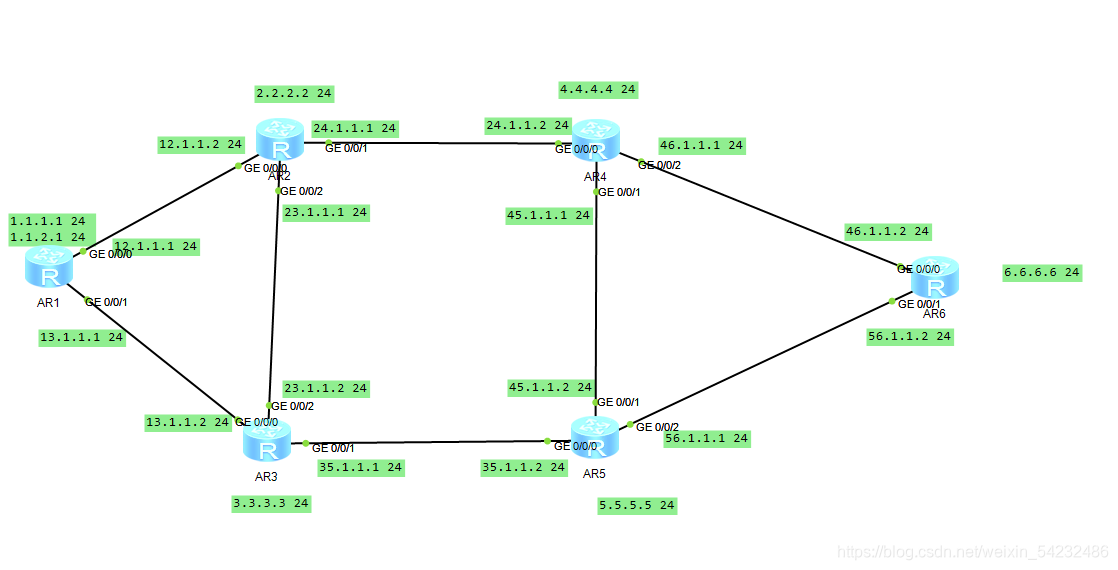 2.2.2.2 24
4.4.4.4 24
12.1.1.2 24
24.1.1.1 24
24.1.1.2 24
46.1.1.1 24
R
R
GE 0/0/1
GE 0/0/0
GE 0/0/0
GE 0/0/2
AR2
AR4
GE 0/0/2
GE 0/0/1
23.1.1.1 24
45.1.1.1 24
1.1.1.1 24
1.1.2.1 24
12.1.1.1 24
GE 0/0/0
46.1.1.2 24
GE 0/0/0
6.6.6.6 24
R
R
AR1
GE 0/0/1
GE 0/0/1
AR6
13.1.1.1 24
56.1.1.2 24
23.1.1.2 24
45.1.1.2 24
GE 0/0/2
GE 0/0/1
13.1.1.2 24
GE 0/0/0
GE 0/0/2
R
R
56.1.1.1 24
GE 0/0/1
GE 0/0/0
35.1.1.1 24
35.1.1.2 24
AR3
AR5
3.3.3.3 24
5.5.5.5 24
https://blog.csdn.net/weixin_54232486